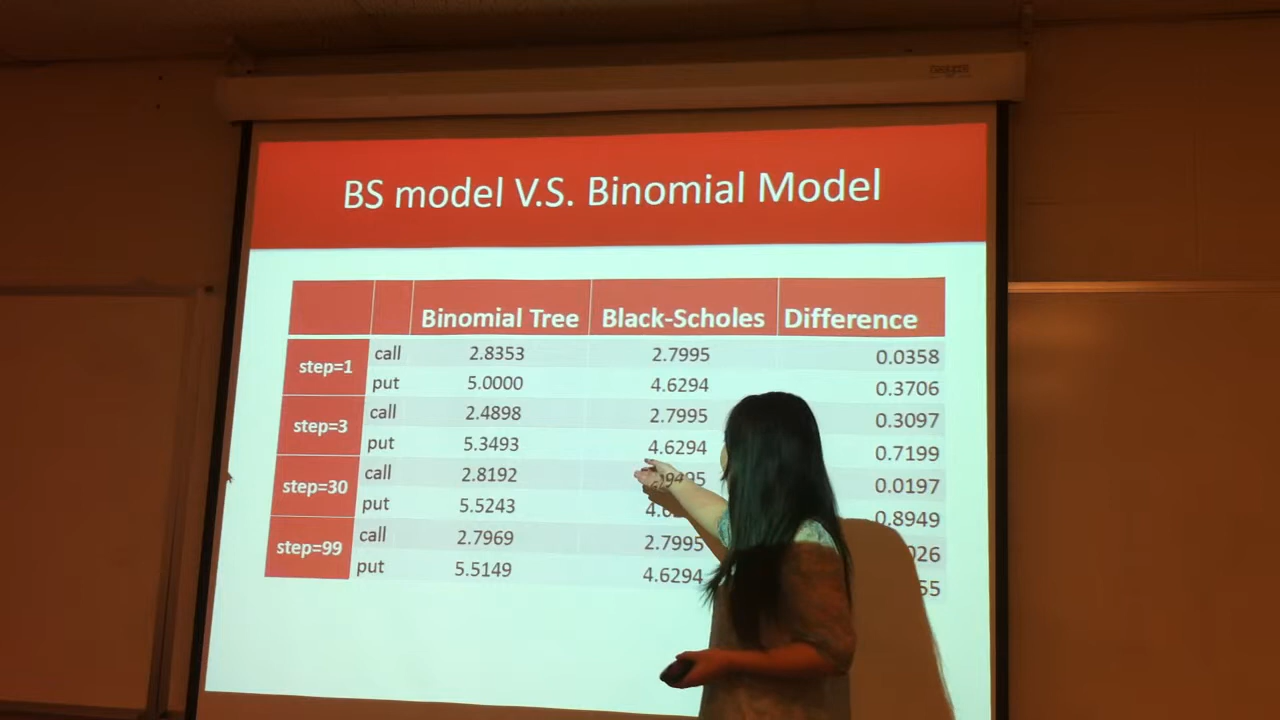 BS model V.S. Binomial Model
Binomial Tree Black-Scholes Difference
step=1 call 2.8353 2.7995 0.0358
put 5.0000 4.6294 0.3706
step=3 call 2.4898 2.7995 0.3097
put 5.3493 4.6294 0.7199
step=30 call 2.8192 0.0197
put 5.5243 0.8949
step=99 call 2.7969 2.7995
put 5.5149 4.6294